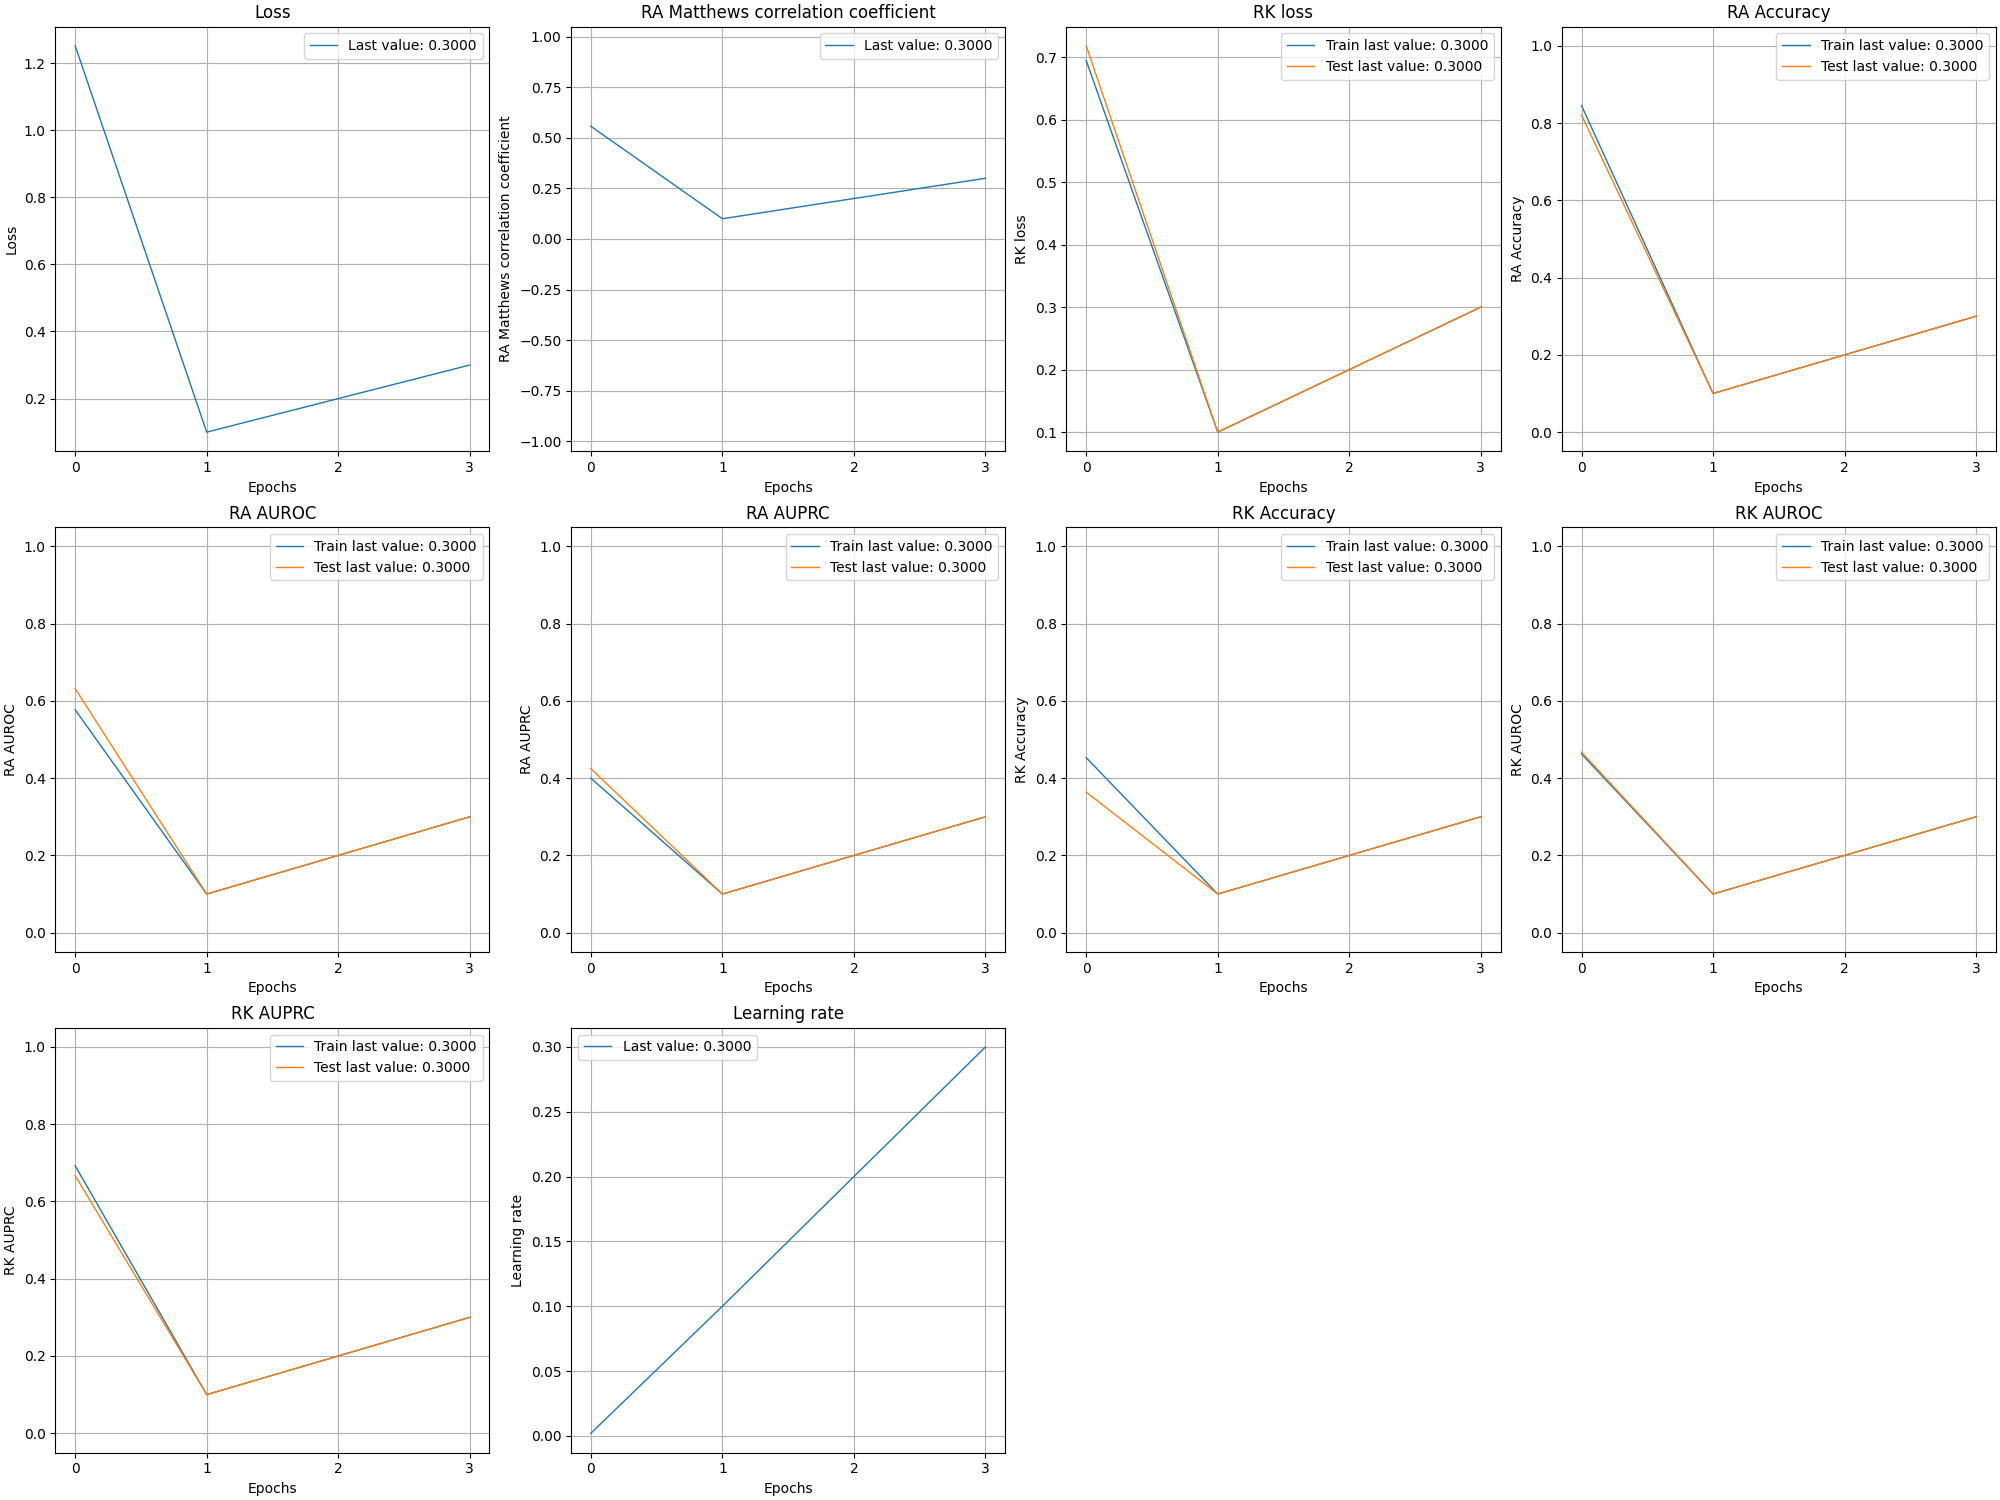 Loss
Last value: 0.3000
1.2
1.0
0.8
0.6
0.4
0.2
Loss
0 1 2 3
Epochs
RA Matthews correlation coefficient
Last value: 0.3000
1.00
0.75
0.50
0.25
0.00
−0.25
−0.50
−0.75
−1.00
RA Matthews correlation coefficient
0 1 2 3
Epochs
RK loss
Train last value: 0.3000
Test last value: 0.3000
0.7
0.6
0.5
0.4
0.3
0.2
0.1
RK loss
0 1 2 3
Epochs
RA Accuracy
Train last value: 0.3000
Test last value: 0.3000
1.0
0.8
0.6
0.4
0.2
0.0
RA Accuracy
0 1 2 3
Epochs
RA AUROC
Train last value: 0.3000
Test last value: 0.3000
1.0
0.8
0.6
0.4
0.2
0.0
RA AUROC
0 1 2 3
Epochs
RA AUPRC
Train last value: 0.3000
Test last value: 0.3000
1.0
0.8
0.6
0.4
0.2
0.0
RA AUPRC
0 1 2 3
Epochs
RK Accuracy
Train last value: 0.3000
Test last value: 0.3000
1.0
0.8
0.6
0.4
0.2
0.0
RK Accuracy
0 1 2 3
Epochs
RK AUROC
Train last value: 0.3000
Test last value: 0.3000
1.0
0.8
0.6
0.4
0.2
0.0
RK AUROC
0 1 2 3
Epochs
RK AUPRC
Train last value: 0.3000
Test last value: 0.3000
1.0
0.8
0.6
0.4
0.2
0.0
RK AUPRC
0 1 2 3
Epochs
Learning rate
Last value: 0.3000
0.30
0.25
0.20
0.15
0.10
0.05
0.00
Learning rate
0 1 2 3
Epochs